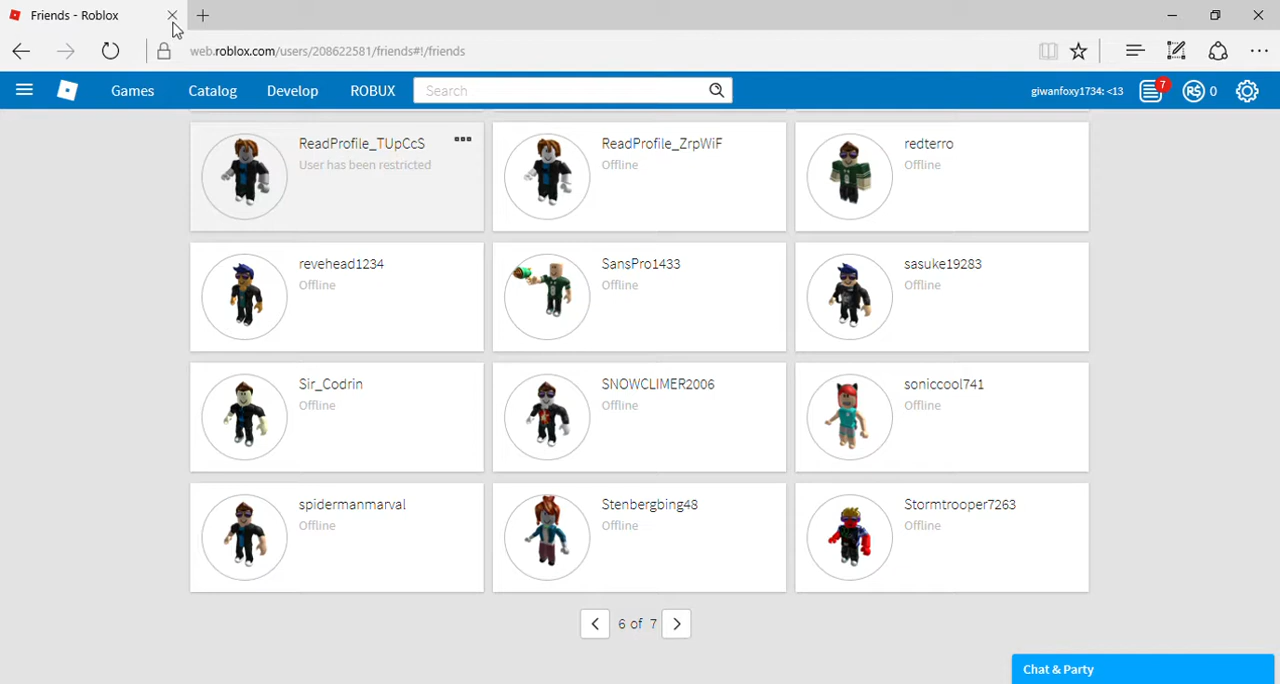 Friends - Roblox
web.roblox.com/users/208622581/friends#!/friends
Games Catalog Develop ROBUX Search giwanfoxy1734: <13 7 R$ 0
ReadProfile_TUpCcS
User has been restricted
ReadProfile_ZrpWiF
Offline
redterro
Offline
revehead1234
Offline
SansPro1433
Offline
sasuke19283
Offline
Sir_Codrin
Offline
SNOWCLIMER2006
Offline
soniccool741
Offline
spidermanmarval
Offline
Stenbergbing48
Offline
Stormtrooper7263
Offline
6 of 7
Chat & Party